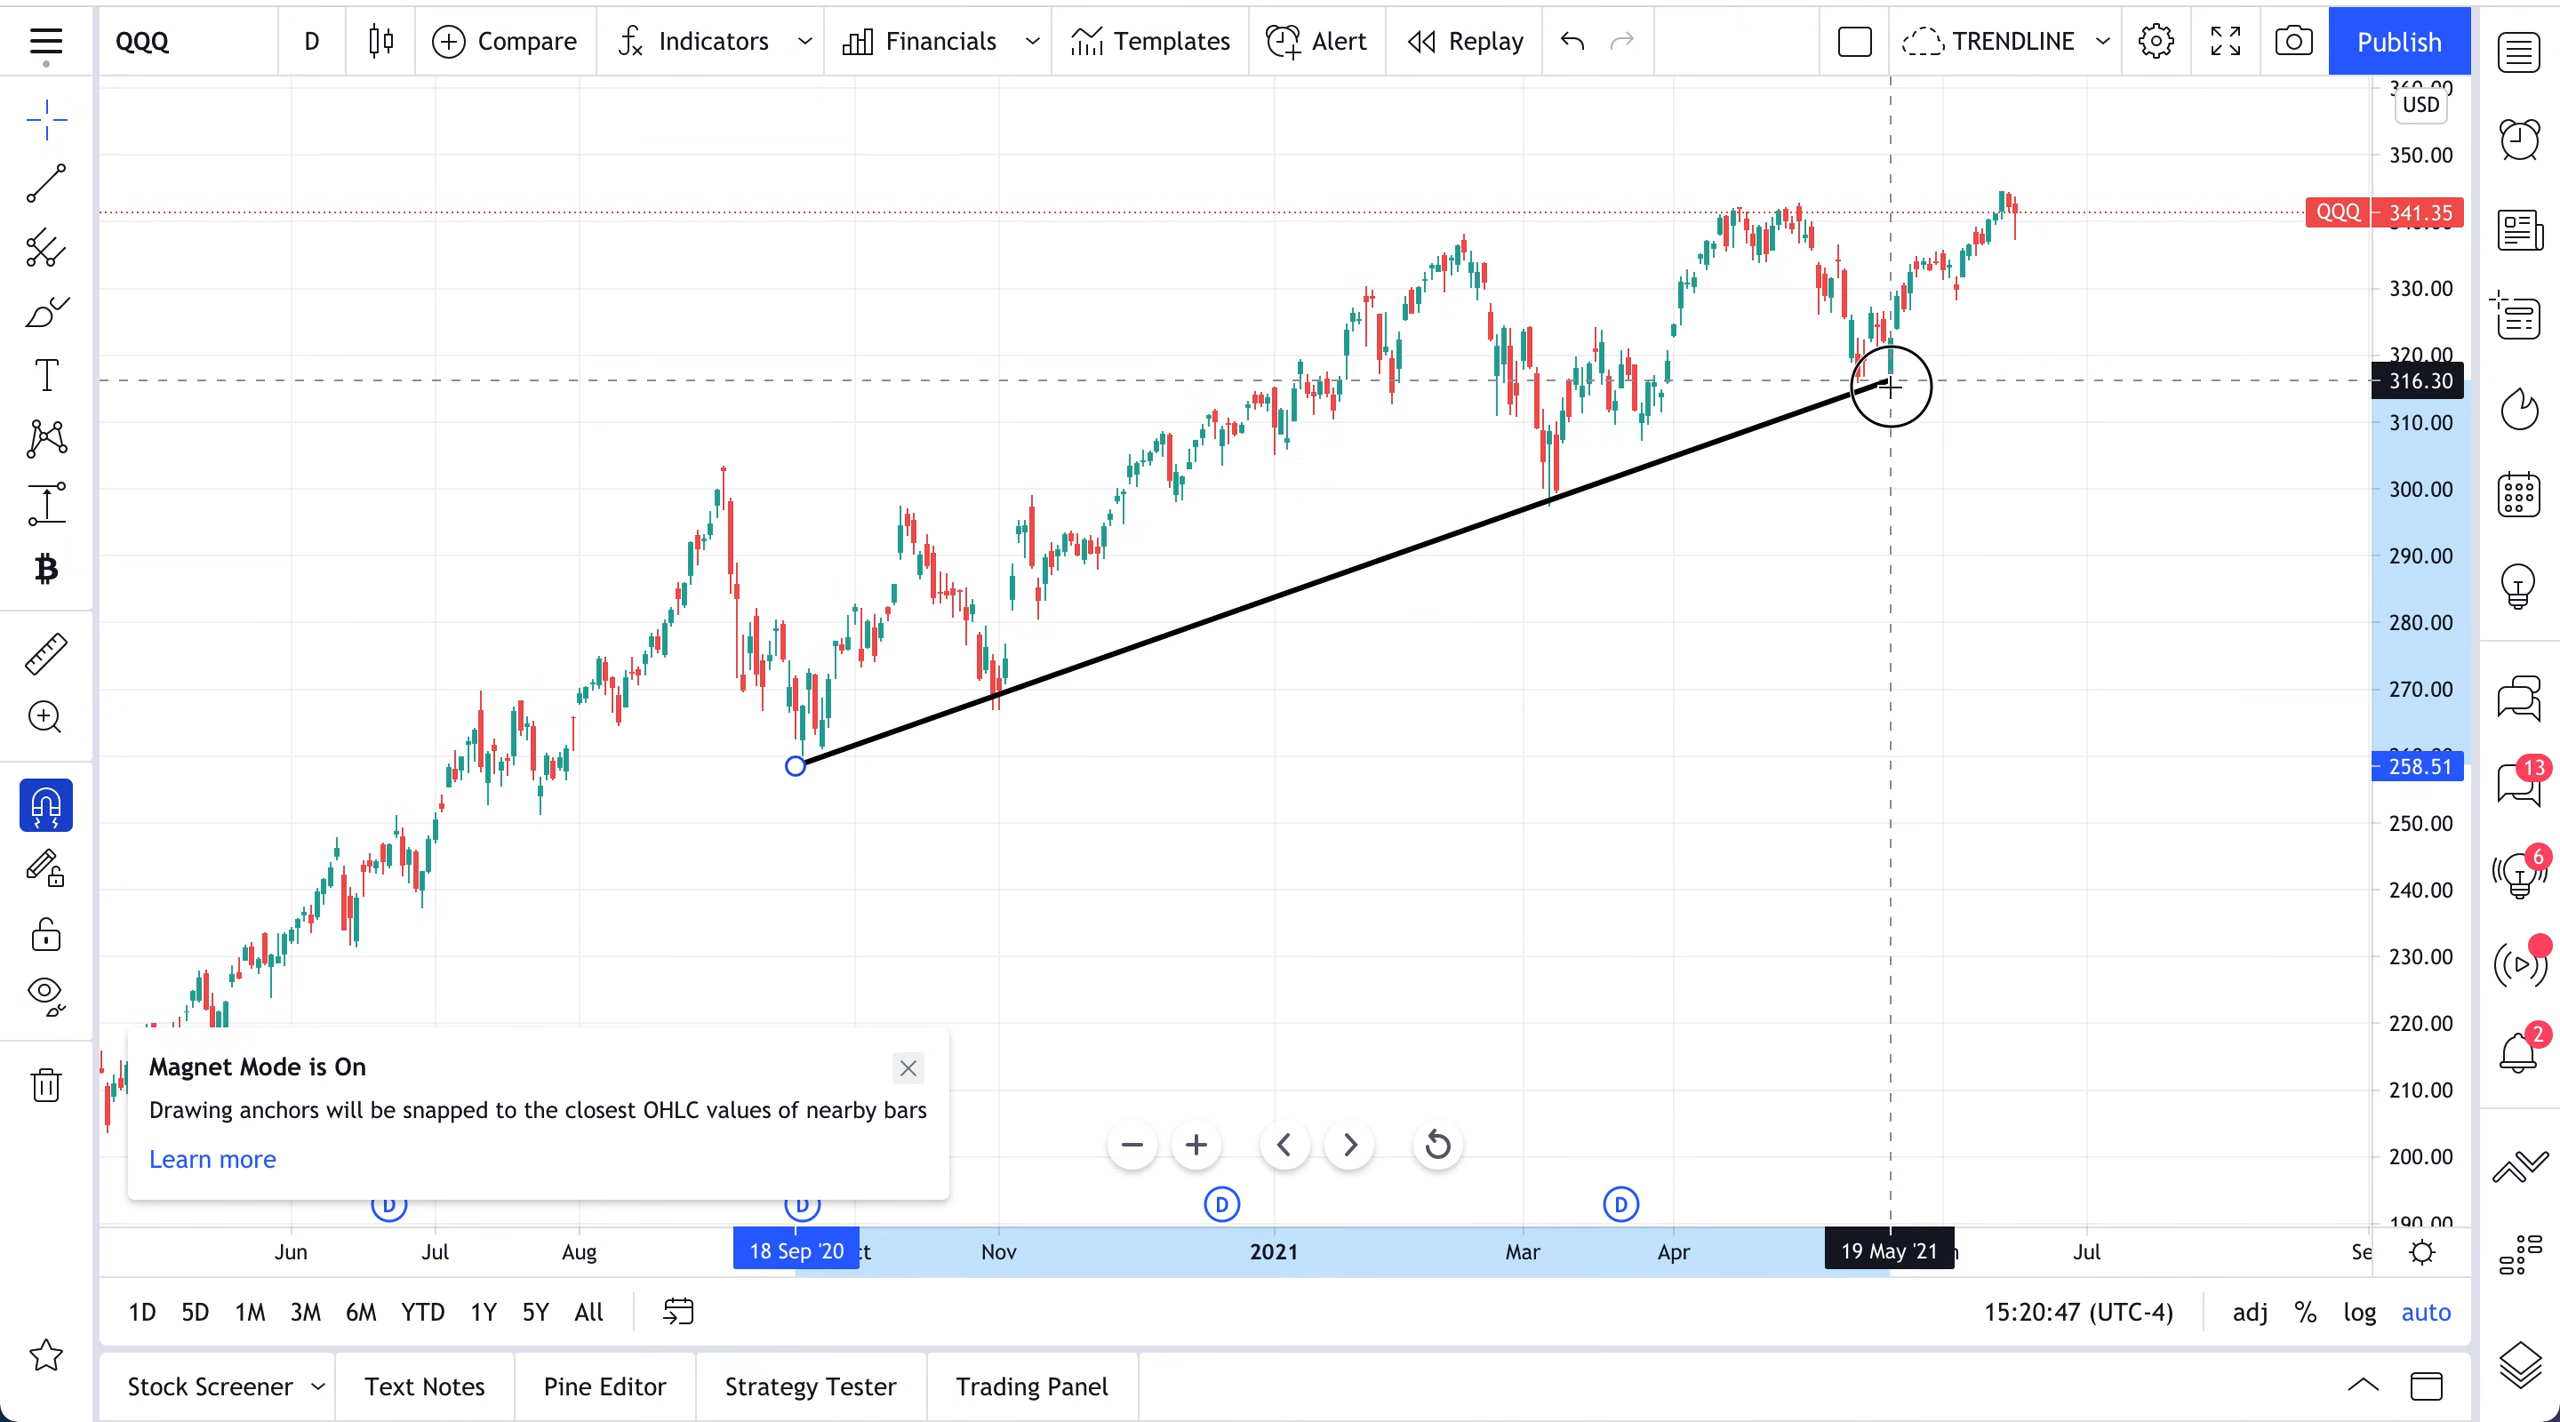 QQQ
D
Compare
Indicators
Financials
Templates
Alert
Replay
TRENDLINE
Publish
USD
350.00
QQQ 341.35
330.00
320.00
316.30
310.00
300.00
290.00
280.00
270.00
258.51
250.00
240.00
230.00
220.00
210.00
200.00
190.00
13
6
2
Magnet Mode is On
Drawing anchors will be snapped to the closest OHLC values of nearby bars
Learn more
D D D D
Jun Jul Aug 18 Sep '20 Nov 2021 Mar Apr 19 May '21 Jul
1D 5D 1M 3M 6M YTD 1Y 5Y All
15:20:47 (UTC-4) adj % log auto
Stock Screener Text Notes Pine Editor Strategy Tester Trading Panel